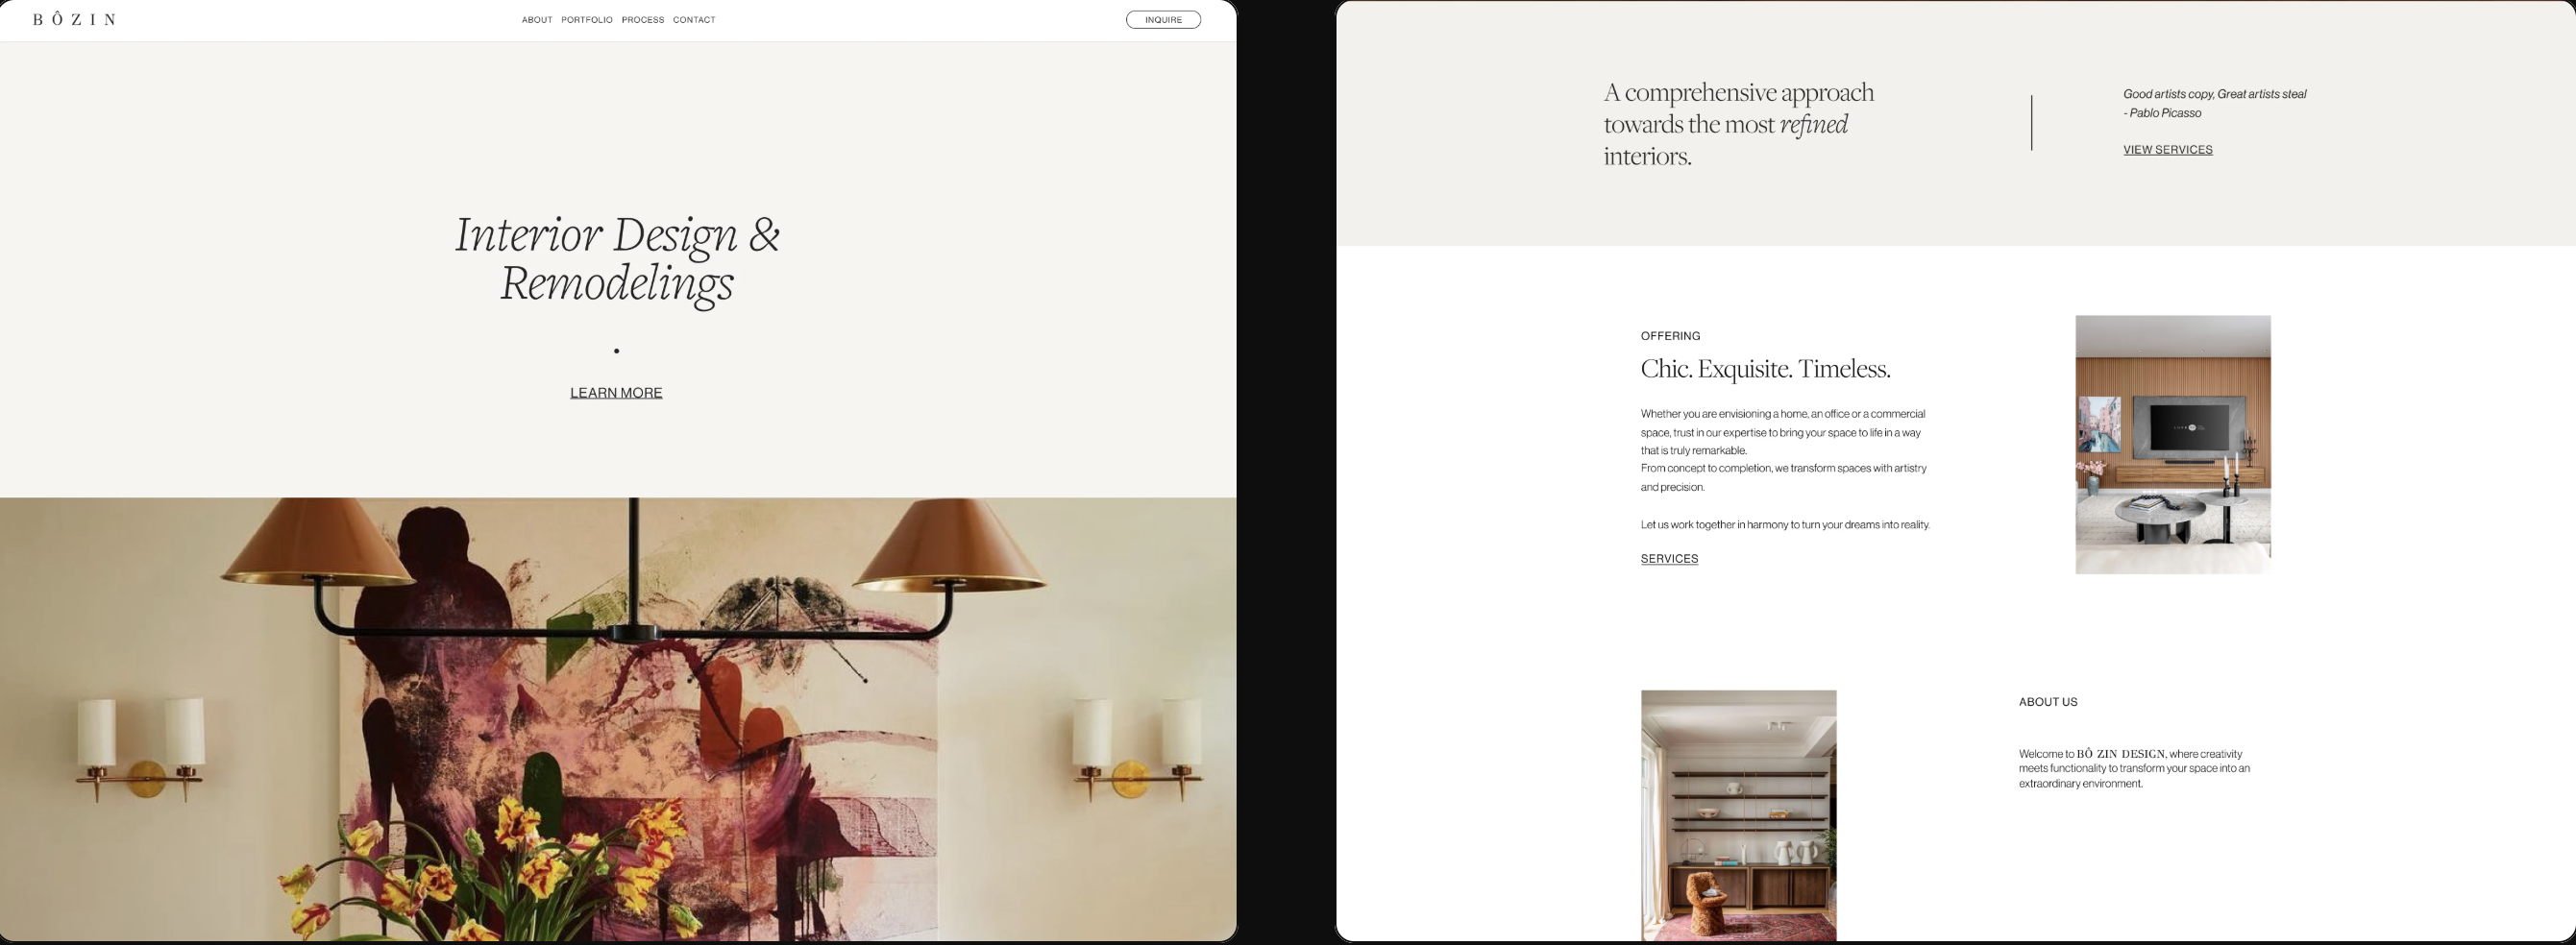 BÔZIN
ABOUT PORTFOLIO PROCESS CONTACT
INQUIRE
Interior Design &
Remodelings
LEARN MORE
A comprehensive approach
towards the most refined
interiors.
Good artists copy, Great artists steal
- Pablo Picasso
VIEW SERVICES
OFFERING
Chic. Exquisite. Timeless.
Whether you are envisioning a home, an office or a commercial
space, trust in our expertise to bring your space to life in a way
that is truly remarkable.
From concept to completion, we transform spaces with artistry
and precision.
Let us work together in harmony to turn your dreams into reality.
SERVICES
ABOUT US
Welcome to BÔ ZIN DESIGN, where creativity
meets functionality to transform your space into an
extraordinary environment.